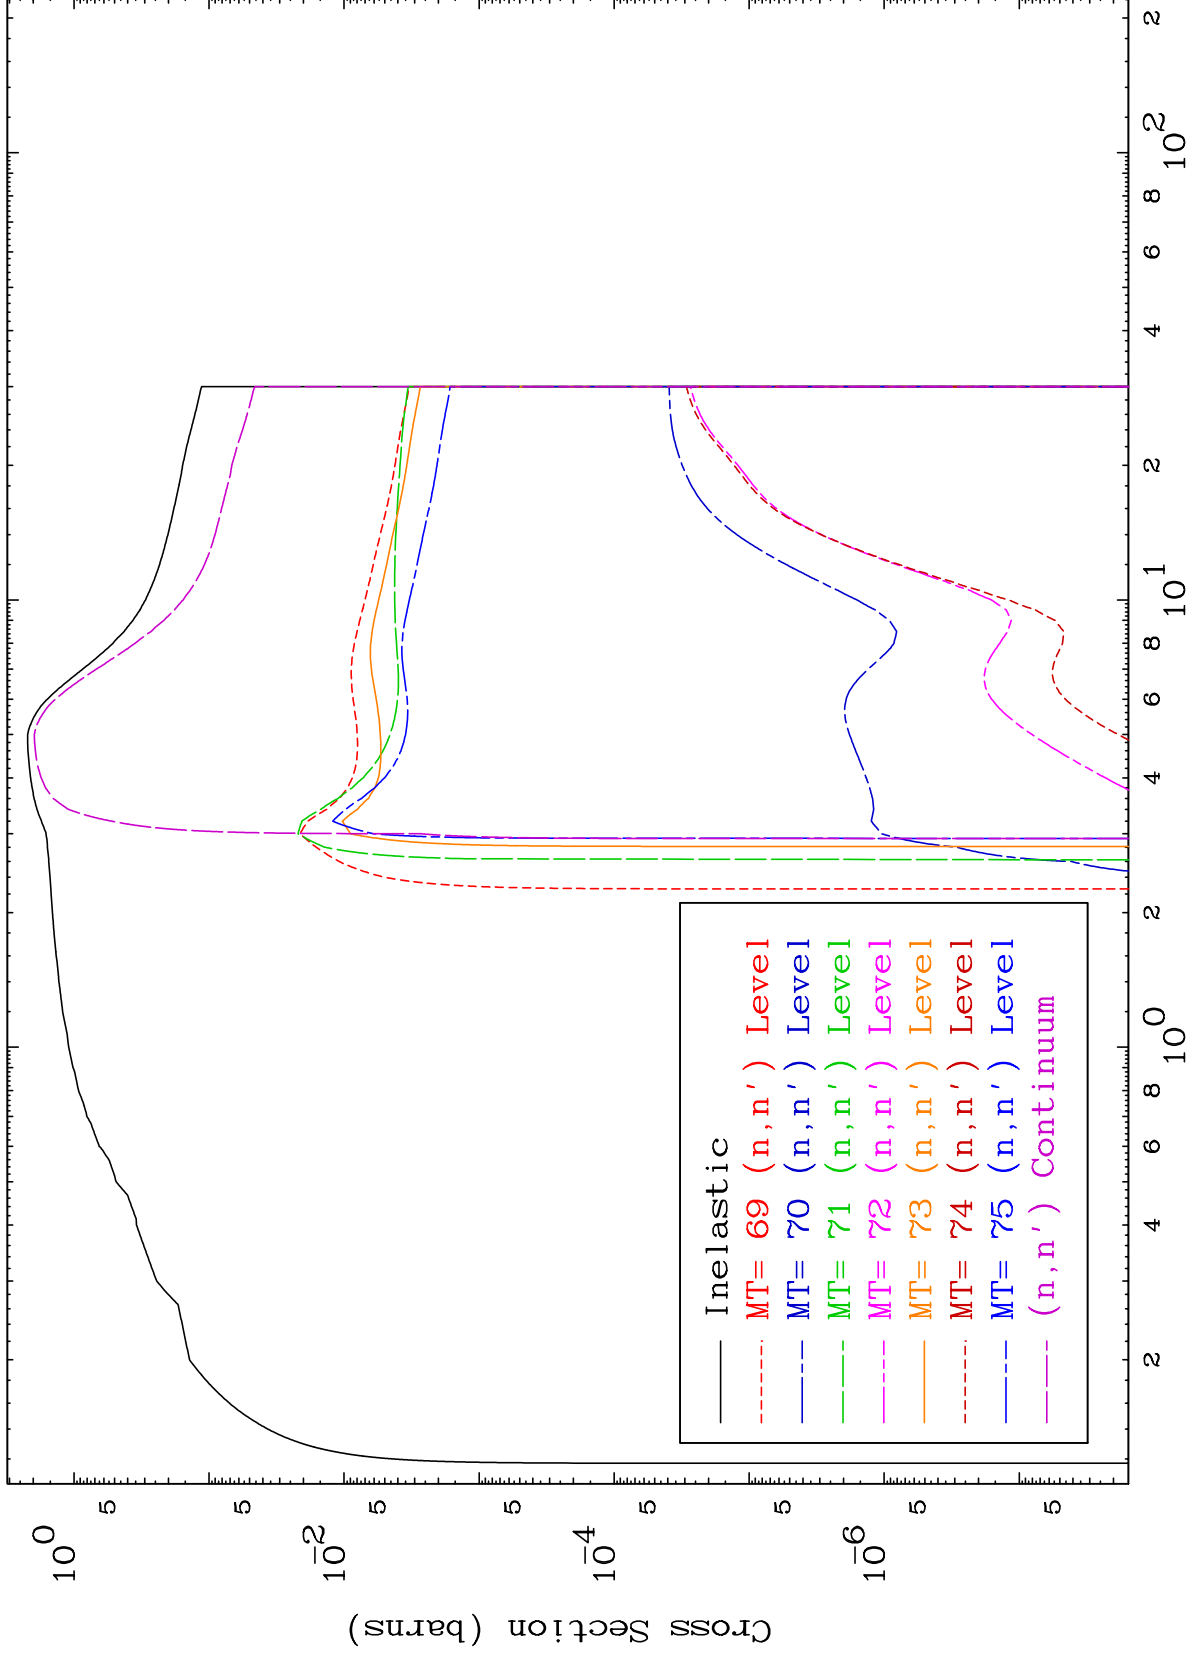 Cross Section (barns)
10 0
5
5
10 -2
5
5
10 -4
5
5
10 -6
5
5
Inelastic
MT= 69 (n,n') Level
MT= 70 (n,n') Level
MT= 71 (n,n') Level
MT= 72 (n,n') Level
MT= 73 (n,n') Level
MT= 74 (n,n') Level
MT= 75 (n,n') Level
(n,n') Continuum
2 4 6 8 10 0 2 4 6 8 10 1 2 4 6 8 10 2 2